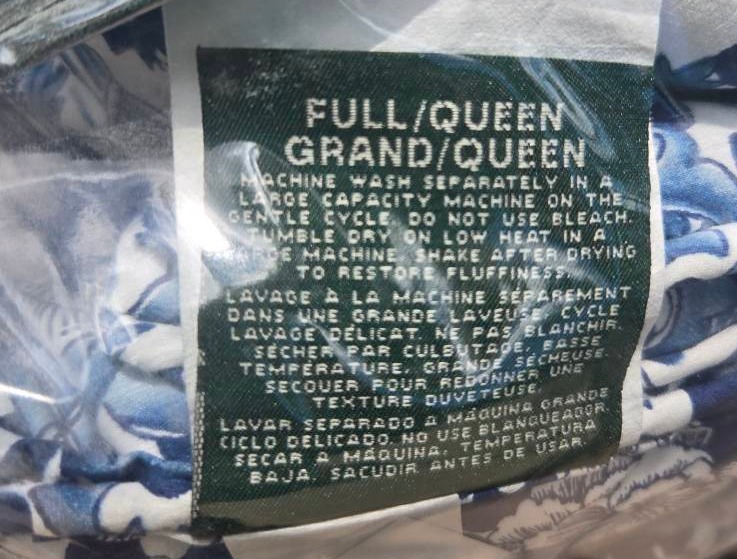 FULL/QUEEN
GRAND/QUEEN
MACHINE WASH SEPARATELY IN A
LARGE CAPACITY MACHINE ON THE
GENTLE CYCLE. DO NOT USE BLEACH.
TUMBLE DRY ON LOW HEAT IN A
LARGE MACHINE. SHAKE AFTER DRYING
TO RESTORE FLUFFINESS.
LAVAGE À LA MACHINE SÉPAREMENT
DANS UNE GRANDE LAVEUSE, CYCLE
LAVAGE DÉLICAT. NE PAS BLANCHIR.
SÉCHER PAR CULBUTAGE, BASSE
TEMPÉRATURE, GRANDE SÉCHEUSE.
SECOUER POUR REDONNER UNE
TEXTURE DUVETEUSE.
LAVAR SEPARADO A MÁQUINA GRANDE
CICLO DELICADO. NO USE BLANQUEADOR.
SECAR A MÁQUINA, TEMPERATURA
BAJA. SACUDIR ANTES DE USAR.